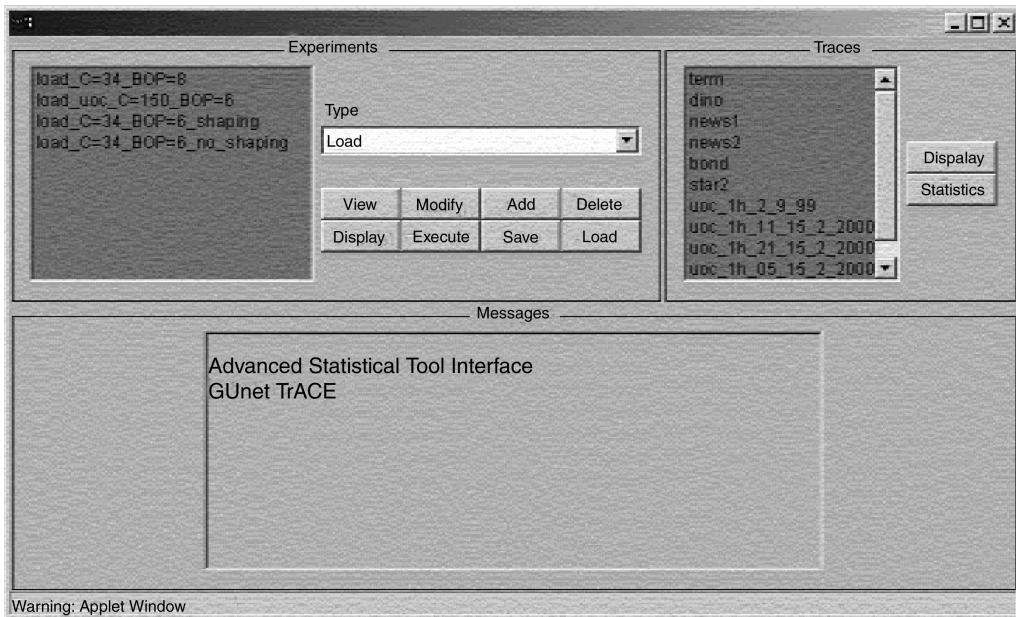 Experiments
load_C=34_BOP=8
load_uoc_C=150_BOP=6
load_C=34_BOP=6_shaping
load_C=34_BOP=6_no_shaping
Type
Load
View Modify Add Delete
Display Execute Save Load
Traces
term
dino
news1
news2
bond
star2
uoc_1h_2_9_99
uoc_1h_11_15_2_2000
uoc_1h_21_15_2_2000
uoc_1h_05_15_2_2000
Dispalay
Statistics
Messages
Advanced Statistical Tool Interface
GUnet TrACE
Warning: Applet Window